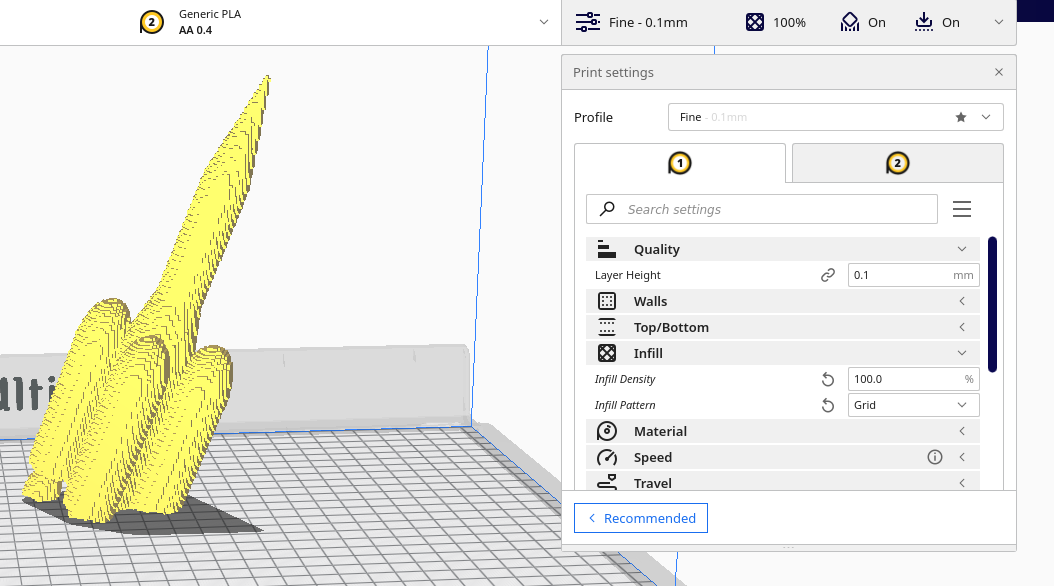 2
Generic PLA
AA 0.4
Fine - 0.1mm
100%
On
On
Print settings
Profile
Fine - 0.1mm
1
2
Search settings
Quality
Layer Height
0.1
mm
Walls
Top/Bottom
Infill
Infill Density
100.0
%
Infill Pattern
Grid
Material
Speed
Travel
Recommended